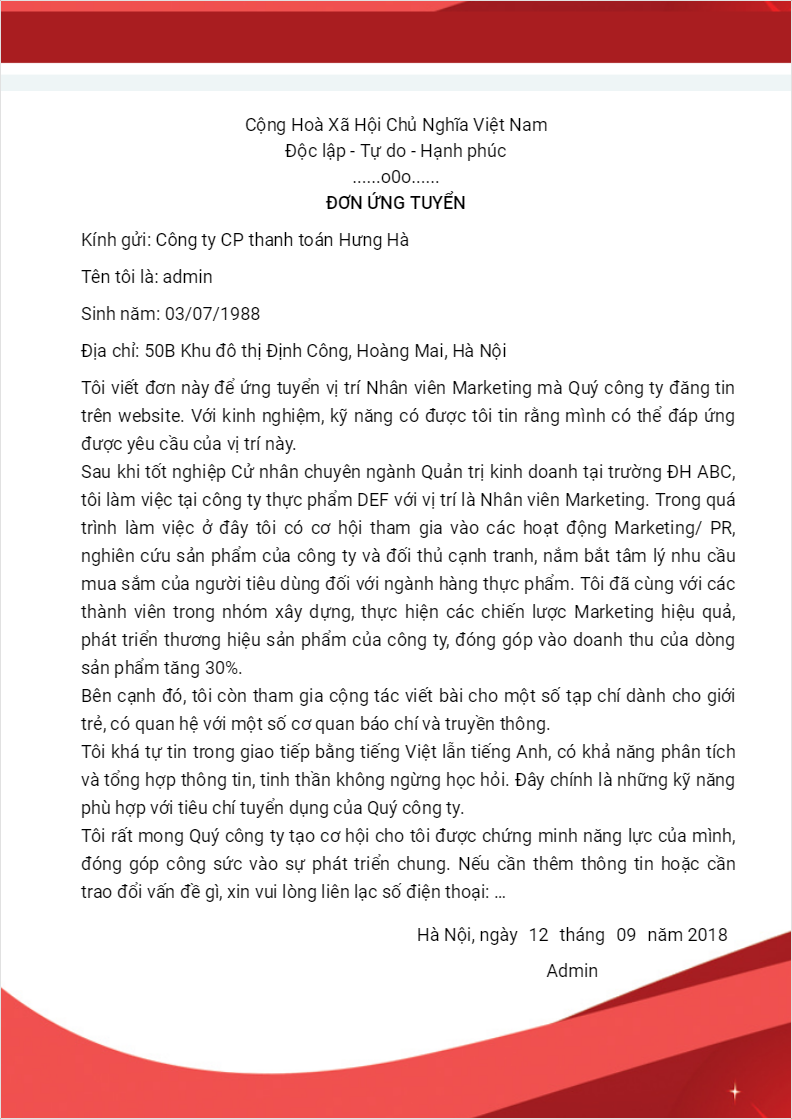 Cộng Hoà Xã Hội Chủ Nghĩa Việt Nam
Độc lập - Tự do - Hạnh phúc
......o0o......
ĐƠN ỨNG TUYỂN
Kính gửi: Công ty CP thanh toán Hưng Hà
Tên tôi là: admin
Sinh năm: 03/07/1988
Địa chỉ: 50B Khu đô thị Định Công, Hoàng Mai, Hà Nội
Tôi viết đơn này để ứng tuyển vị trí Nhân viên Marketing mà Quý công ty đăng tin
trên website. Với kinh nghiệm, kỹ năng có được tôi tin rằng mình có thể đáp ứng
được yêu cầu của vị trí này.
Sau khi tốt nghiệp Cử nhân chuyên ngành Quản trị kinh doanh tại trường ĐH ABC,
tôi làm việc tại công ty thực phẩm DEF với vị trí là Nhân viên Marketing. Trong quá
trình làm việc ở đây tôi có cơ hội tham gia vào các hoạt động Marketing/ PR,
nghiên cứu sản phẩm của công ty và đối thủ cạnh tranh, nắm bắt tâm lý nhu cầu
mua sắm của người tiêu dùng đối với ngành hàng thực phẩm. Tôi đã cùng với các
thành viên trong nhóm xây dựng, thực hiện các chiến lược Marketing hiệu quả,
phát triển thương hiệu sản phẩm của công ty, đóng góp vào doanh thu của dòng
sản phẩm tăng 30%.
Bên cạnh đó, tôi còn tham gia cộng tác viết bài cho một số tạp chí dành cho giới
trẻ, có quan hệ với một số cơ quan báo chí và truyền thông.
Tôi khá tự tin trong giao tiếp bằng tiếng Việt lẫn tiếng Anh, có khả năng phân tích
và tổng hợp thông tin, tinh thần không ngừng học hỏi. Đây chính là những kỹ năng
phù hợp với tiêu chí tuyển dụng của Quý công ty.
Tôi rất mong Quý công ty tạo cơ hội cho tôi được chứng minh năng lực của mình,
đóng góp công sức vào sự phát triển chung. Nếu cần thêm thông tin hoặc cần
trao đổi vấn đề gì, xin vui lòng liên lạc số điện thoại: ...
Hà Nội, ngày 12 tháng 09 năm 2018
Admin